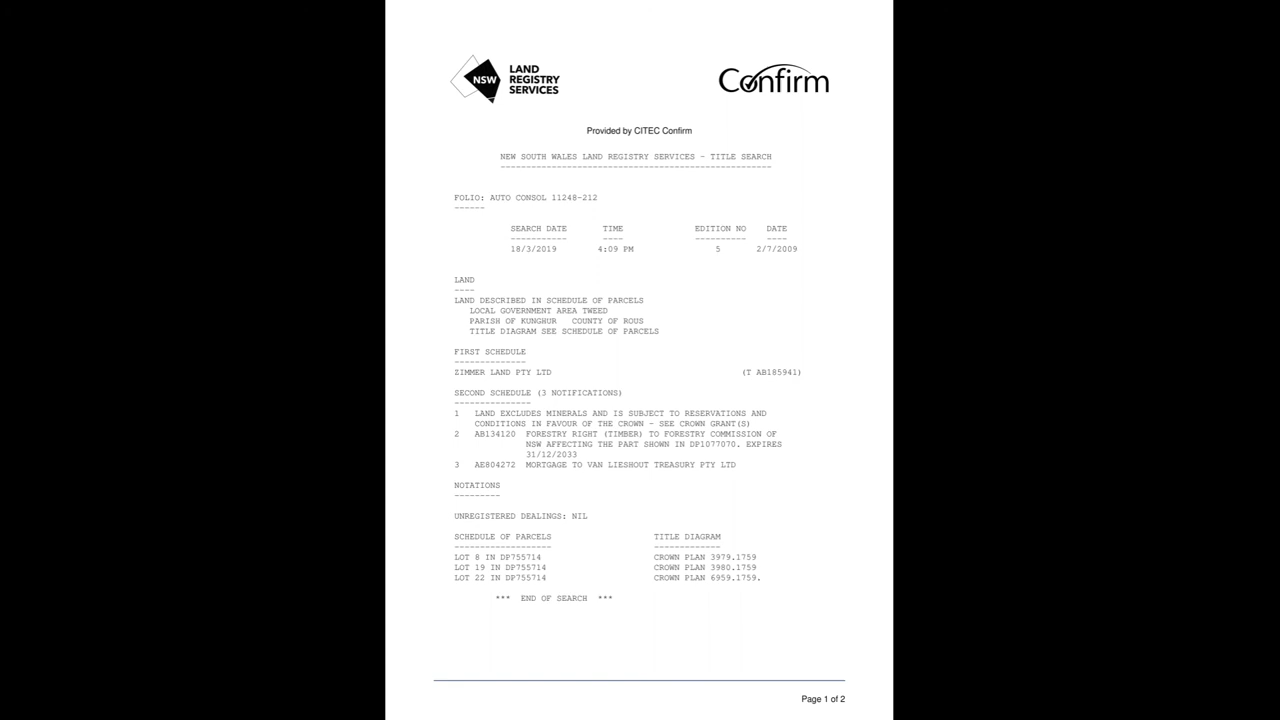 NSW LAND
REGISTRY
SERVICES
Confirm
Provided by CITEC Confirm
NEW SOUTH WALES LAND REGISTRY SERVICES - TITLE SEARCH
-----------------------------------------------------
FOLIO: AUTO CONSOL 11248-212
------
SEARCH DATE TIME EDITION NO DATE
----------- ---- ---------- ----
18/3/2019 4:09 PM 5 2/7/2009
LAND
----
LAND DESCRIBED IN SCHEDULE OF PARCELS
LOCAL GOVERNMENT AREA TWEED
PARISH OF KUNGHUR COUNTY OF ROUS
TITLE DIAGRAM SEE SCHEDULE OF PARCELS
FIRST SCHEDULE
--------------
ZIMMER LAND PTY LTD (T AB185941)
SECOND SCHEDULE (3 NOTIFICATIONS)
---------------
1 LAND EXCLUDES MINERALS AND IS SUBJECT TO RESERVATIONS AND
CONDITIONS IN FAVOUR OF THE CROWN - SEE CROWN GRANT(S)
2 AB134120 FORESTRY RIGHT (TIMBER) TO FORESTRY COMMISSION OF
NSW AFFECTING THE PART SHOWN IN DP1077070. EXPIRES
31/12/2033
3 AE804272 MORTGAGE TO VAN LIESHOUT TREASURY PTY LTD
NOTATIONS
---------
UNREGISTERED DEALINGS: NIL
SCHEDULE OF PARCELS TITLE DIAGRAM
------------------- -------------
LOT 8 IN DP755714 CROWN PLAN 3979.1759
LOT 19 IN DP755714 CROWN PLAN 3980.1759
LOT 22 IN DP755714 CROWN PLAN 6959.1759.
*** END OF SEARCH ***
Page 1 of 2